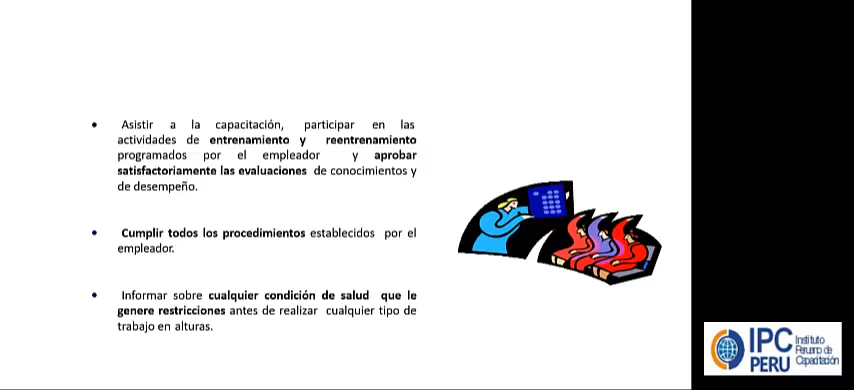 • Asistir a la capacitación, participar en las
actividades de entrenamiento y reentrenamiento
programados por el empleador y aprobar
satisfactoriamente las evaluaciones de conocimientos y
de desempeño.
• Cumplir todos los procedimientos establecidos por el
empleador.
• Informar sobre cualquier condición de salud que le
genere restricciones antes de realizar cualquier tipo de
trabajo en alturas.
IPC
PERU
Instituto
Peruano de
Capacitación